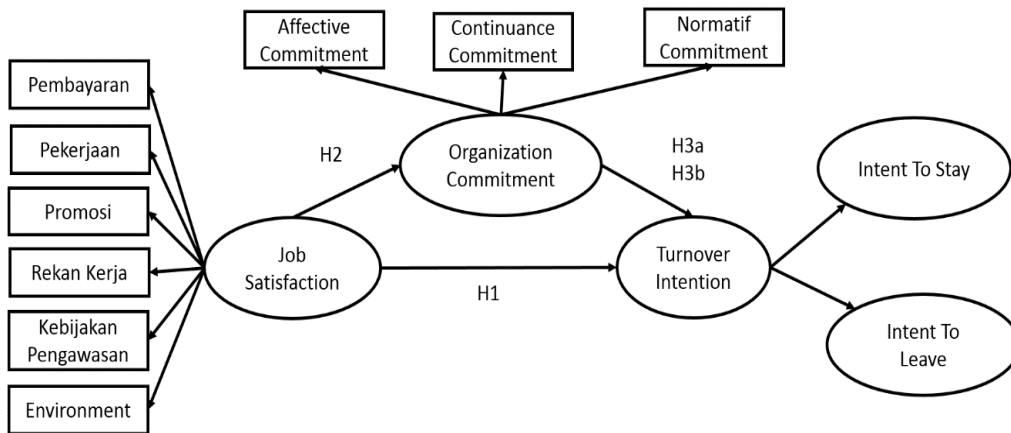 Affective
Commitment
Continuance
Commitment
Normatif
Commitment
Pembayaran
Pekerjaan
Promosi
Rekan Kerja
Kebijakan
Pengawasan
Environment
H2
Organization
Commitment
H3a
H3b
Intent To Stay
Job
Satisfaction
H1
Turnover
Intention
Intent To
Leave